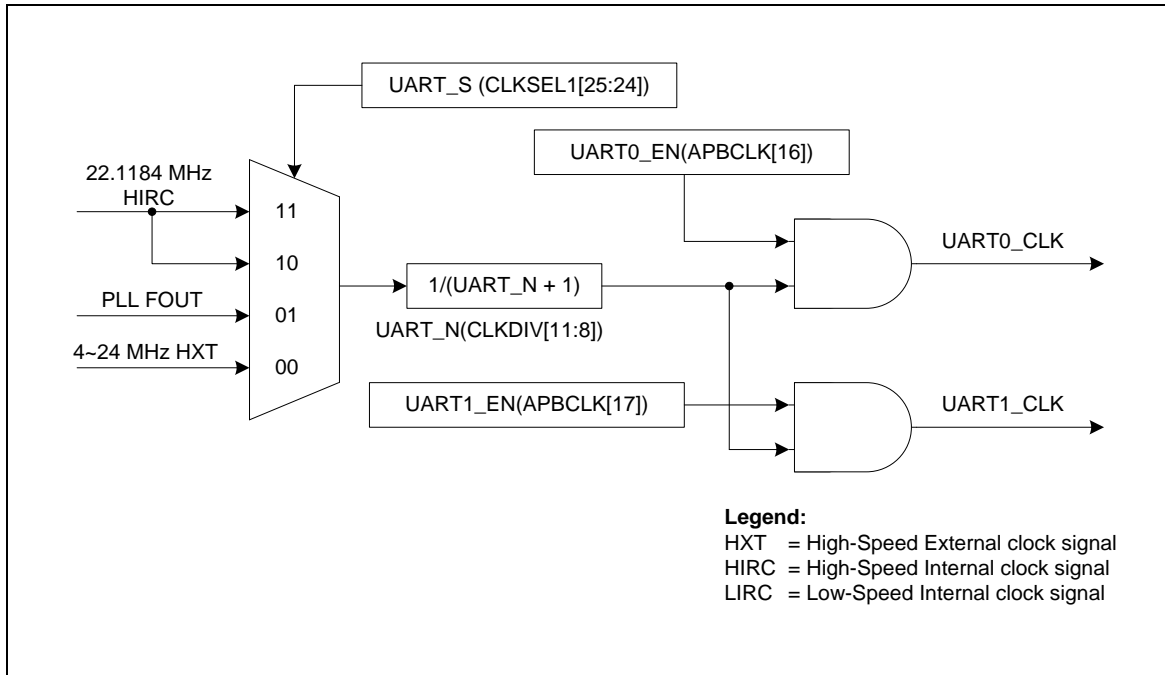 UART_S (CLKSEL1[25:24])
UART0_EN(APBCLK[16])
22.1184 MHz
HIRC
11
10
PLL FOUT
01
4~24 MHz HXT
00
1/(UART_N + 1)
UART_N(CLKDIV[11:8])
UART0_CLK
UART1_EN(APBCLK[17])
UART1_CLK
Legend:
HXT = High-Speed External clock signal
HIRC = High-Speed Internal clock signal
LIRC = Low-Speed Internal clock signal